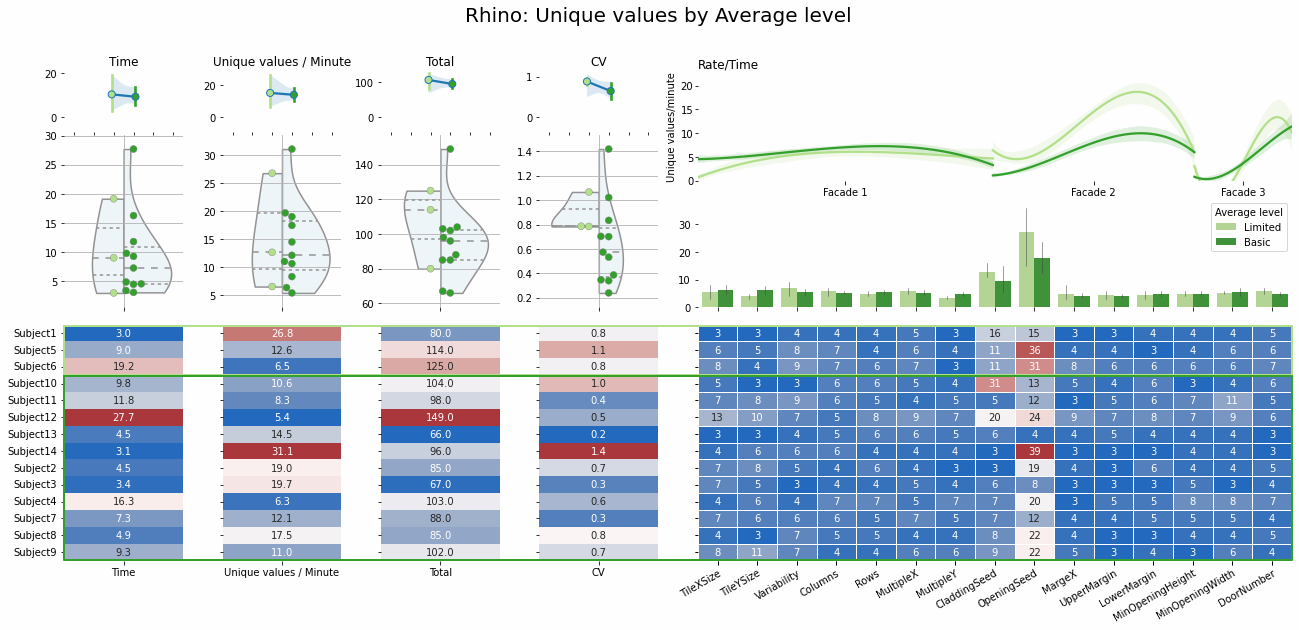 Rhino: Unique values by Average level
Time
Unique values / Minute
Total
CV
Rate/Time
20
0
20
0
100
0
1
0
Unique values/minute
20
15
10
5
0
Facade 1
Facade 2
Facade 3
30
25
20
15
10
5
30
25
20
15
10
5
140
120
100
80
60
1.4
1.2
1.0
0.8
0.6
0.4
0.2
30
20
10
0
Average level
Limited
Basic
Subject1 3.0 26.8 80.0 0.8 3 3 4 4 4 5 3 16 15 3 3 4 4 4 5
Subject5 9.0 12.6 114.0 1.1 6 5 8 7 4 6 4 11 36 4 4 3 4 6 6
Subject6 19.2 6.5 125.0 0.8 8 4 9 7 6 7 3 11 31 8 6 6 6 6 7
Subject10 9.8 10.6 104.0 1.0 5 3 3 6 6 5 4 31 13 5 4 6 3 4 6
Subject11 11.8 8.3 98.0 0.4 7 8 9 6 5 4 5 5 12 3 5 6 7 11 5
Subject12 27.7 5.4 149.0 0.5 13 10 7 5 8 9 7 20 24 9 7 8 7 9 6
Subject13 4.5 14.5 66.0 0.2 3 3 4 5 6 6 5 6 4 4 5 4 4 4 3
Subject14 3.1 31.1 96.0 1.4 4 6 6 6 4 4 4 3 39 3 3 3 4 4 3
Subject2 4.5 19.0 85.0 0.7 7 8 5 4 6 4 3 3 19 4 3 6 4 4 5
Subject3 3.4 19.7 67.0 0.3 7 5 3 4 4 5 4 6 8 3 3 3 5 3 4
Subject4 16.3 6.3 103.0 0.6 4 6 4 7 7 5 7 7 20 3 5 5 8 8 7
Subject7 7.3 12.1 88.0 0.3 7 6 6 6 5 7 5 7 12 4 4 5 5 5 4
Subject8 4.9 17.5 85.0 0.8 4 3 7 5 5 5 4 8 22 4 3 3 4 4 5
Subject9 9.3 11.0 102.0 0.7 8 11 7 4 4 6 6 9 22 5 3 4 3 6 4
Time
Unique values / Minute
Total
CV
TileXSize
TileYSize
Variability
Columns
Rows
MultipleX
MultipleY
CladdingSeed
OpeningSeed
MargeX
UpperMargin
LowerMargin
MinOpeningHeight
MinOpeningWidth
DoorNumber